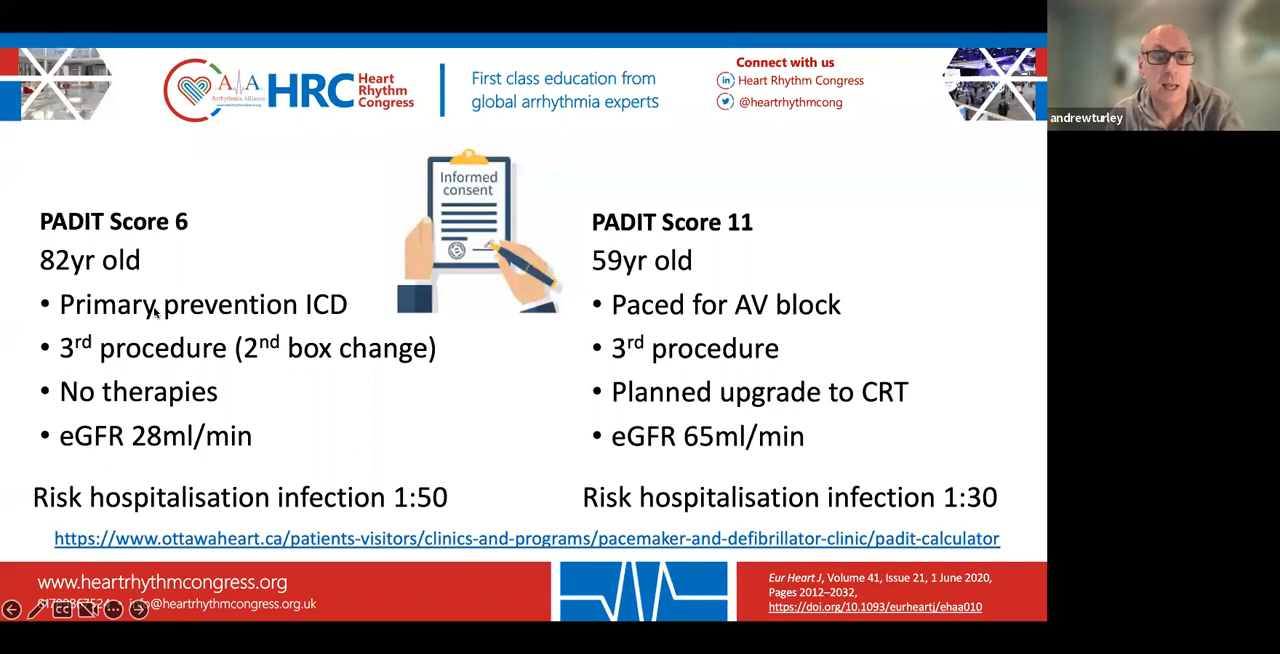 Arrhythmia Alliance
HRC
Heart
Rhythm
Congress
First class education from
global arrhythmia experts
Connect with us
Heart Rhythm Congress
@heartrhythmcong
andrewturley
Informed
consent
PADIT Score 6
82yr old
• Primary prevention ICD
• 3rd procedure (2nd box change)
• No therapies
• eGFR 28ml/min
Risk hospitalisation infection 1:50
PADIT Score 11
59yr old
• Paced for AV block
• 3rd procedure
• Planned upgrade to CRT
• eGFR 65ml/min
Risk hospitalisation infection 1:30
https://www.ottawaheart.ca/patients-visitors/clinics-and-programs/pacemaker-and-defibrillator-clinic/padit-calculator
www.heartrhythmcongress.org
info@heartrhythmcongress.org.uk
CC
Eur Heart J, Volume 41, Issue 21, 1 June 2020,
Pages 2012–2032,
https://doi.org/10.1093/eurheartj/ehaa010